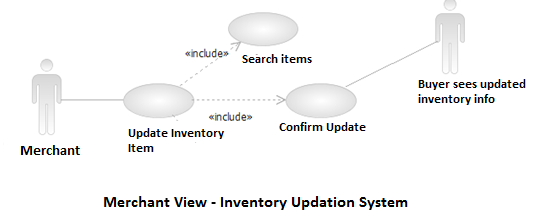 «include»
Search items
Buyer sees updated
inventory info
Update Inventory
Item
«include»
Confirm Update
Merchant
Merchant View - Inventory Updation System